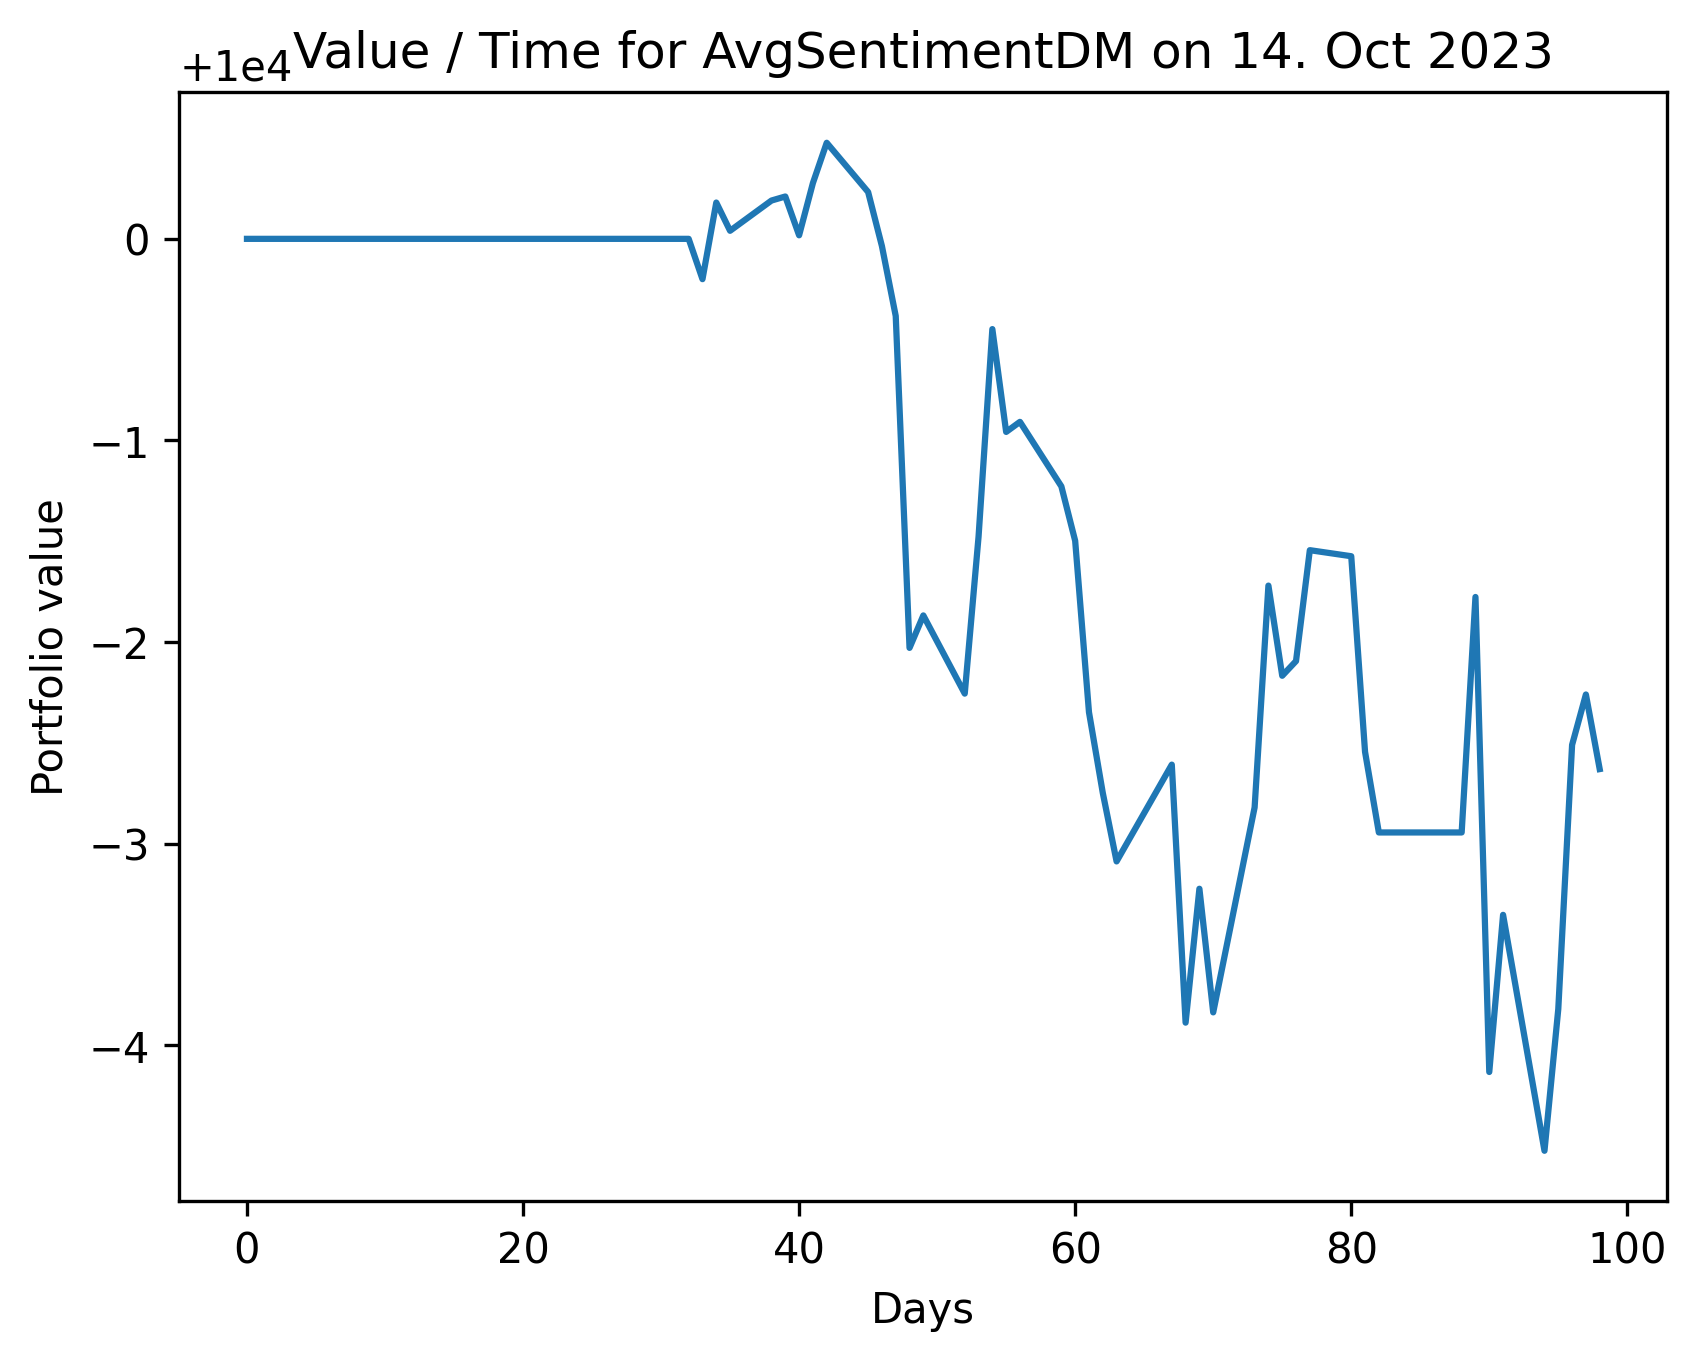 Value / Time for AvgSentimentDM on 14. Oct 2023
+1e4
0
−1
−2
−3
−4
Portfolio value
0 20 40 60 80 100
Days